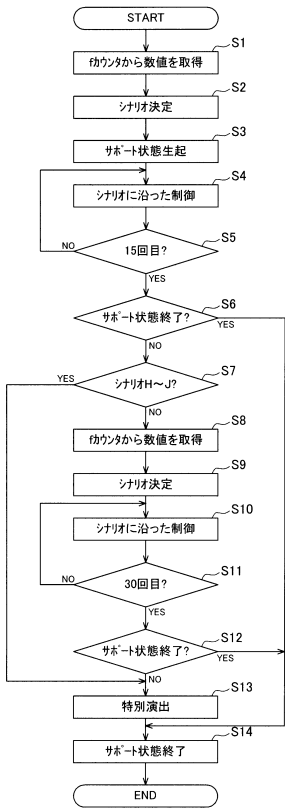 START
S1
fカウンタから数値を取得
S2
シナリオ決定
S3
サポート状態生起
S4
シナリオに沿った制御
S5
15回目?
NO
YES
S6
サポート状態終了?
YES
NO
S7
シナリオH～J?
YES
NO
S8
fカウンタから数値を取得
S9
シナリオ決定
S10
シナリオに沿った制御
S11
30回目?
NO
YES
S12
サポート状態終了?
YES
NO
S13
特別演出
S14
サポート状態終了
END